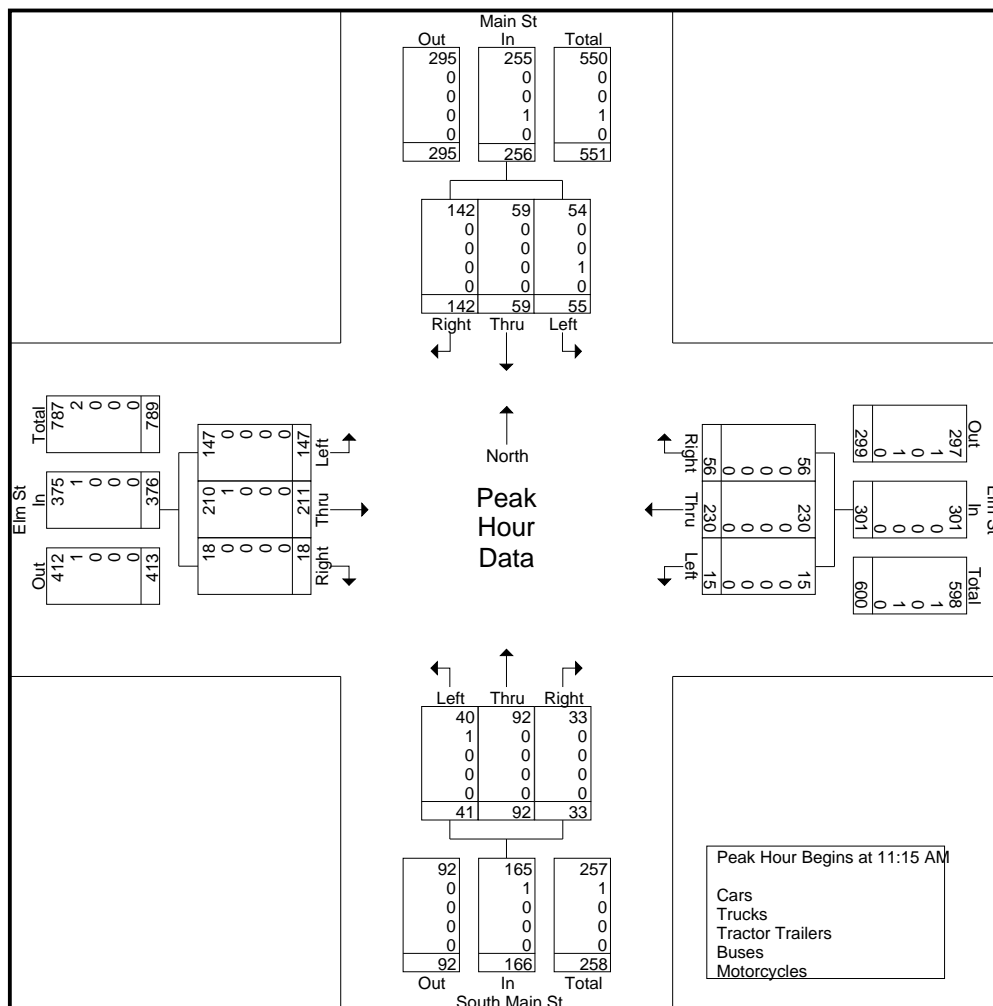 Main St
Out In Total
295 255 550
0 0 0
0 0 0
0 1 1
0 0 0
295 256 551
142 59 54
0 0 0
0 0 0
0 0 1
0 0 0
142 59 55
Right Thru Left
Elm St
Total
787 2 0 0 0 789
In
375 1 0 0 0 376
Out
412 1 0 0 0 413
147 0 0 0 0 147
Left
210 1 0 0 0 211
Thru
18 0 0 0 0 18
Right
North
Peak
Hour
Data
Right
56 0 0 0 0 56
Thru
230 0 0 0 0 230
Left
15 0 0 0 0 15
Elm St
Out
297 1 0 1 0 299
In
301 0 0 0 0 301
Total
598 1 0 1 0 600
Left Thru Right
40 92 33
1 0 0
0 0 0
0 0 0
0 0 0
41 92 33
92 165 257
0 1 1
0 0 0
0 0 0
0 0 0
92 166 258
Out In Total
South Main St
Peak Hour Begins at 11:15 AM
Cars
Trucks
Tractor Trailers
Buses
Motorcycles